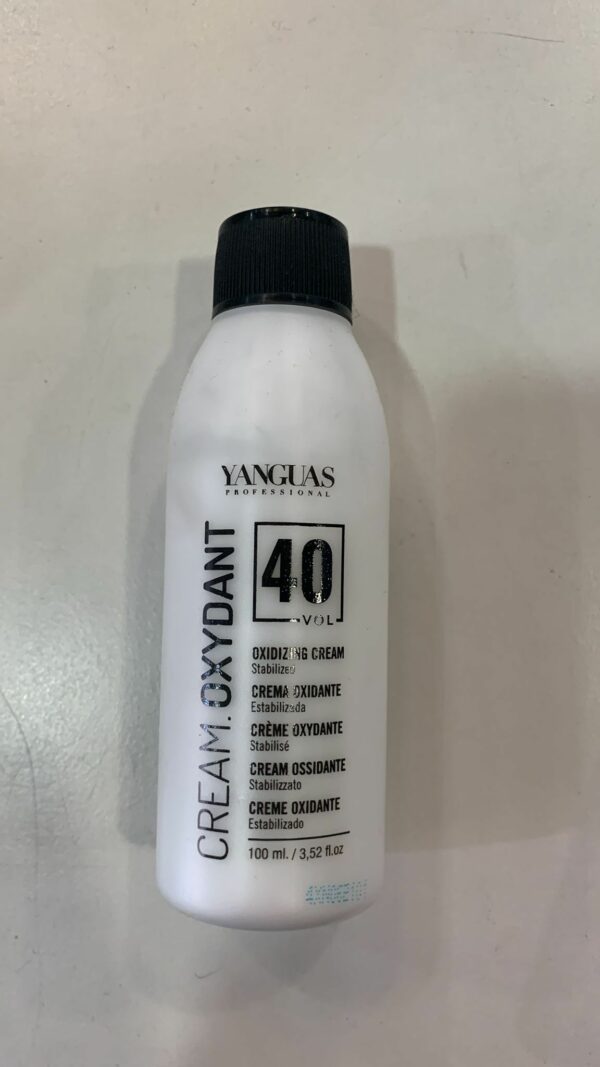 YANGUAS
PROFESSIONAL
CREAM.OXYDANT
40
VOL
OXIDIZING CREAM
Stabilized
CREMA OXIDANTE
Estabilizada
CRÈME OXYDANTE
Stabilisé
CREAM OSSIDANTE
Stabilizzato
CREME OXIDANTE
Estabilizado
100 ml. / 3,52 fl.oz